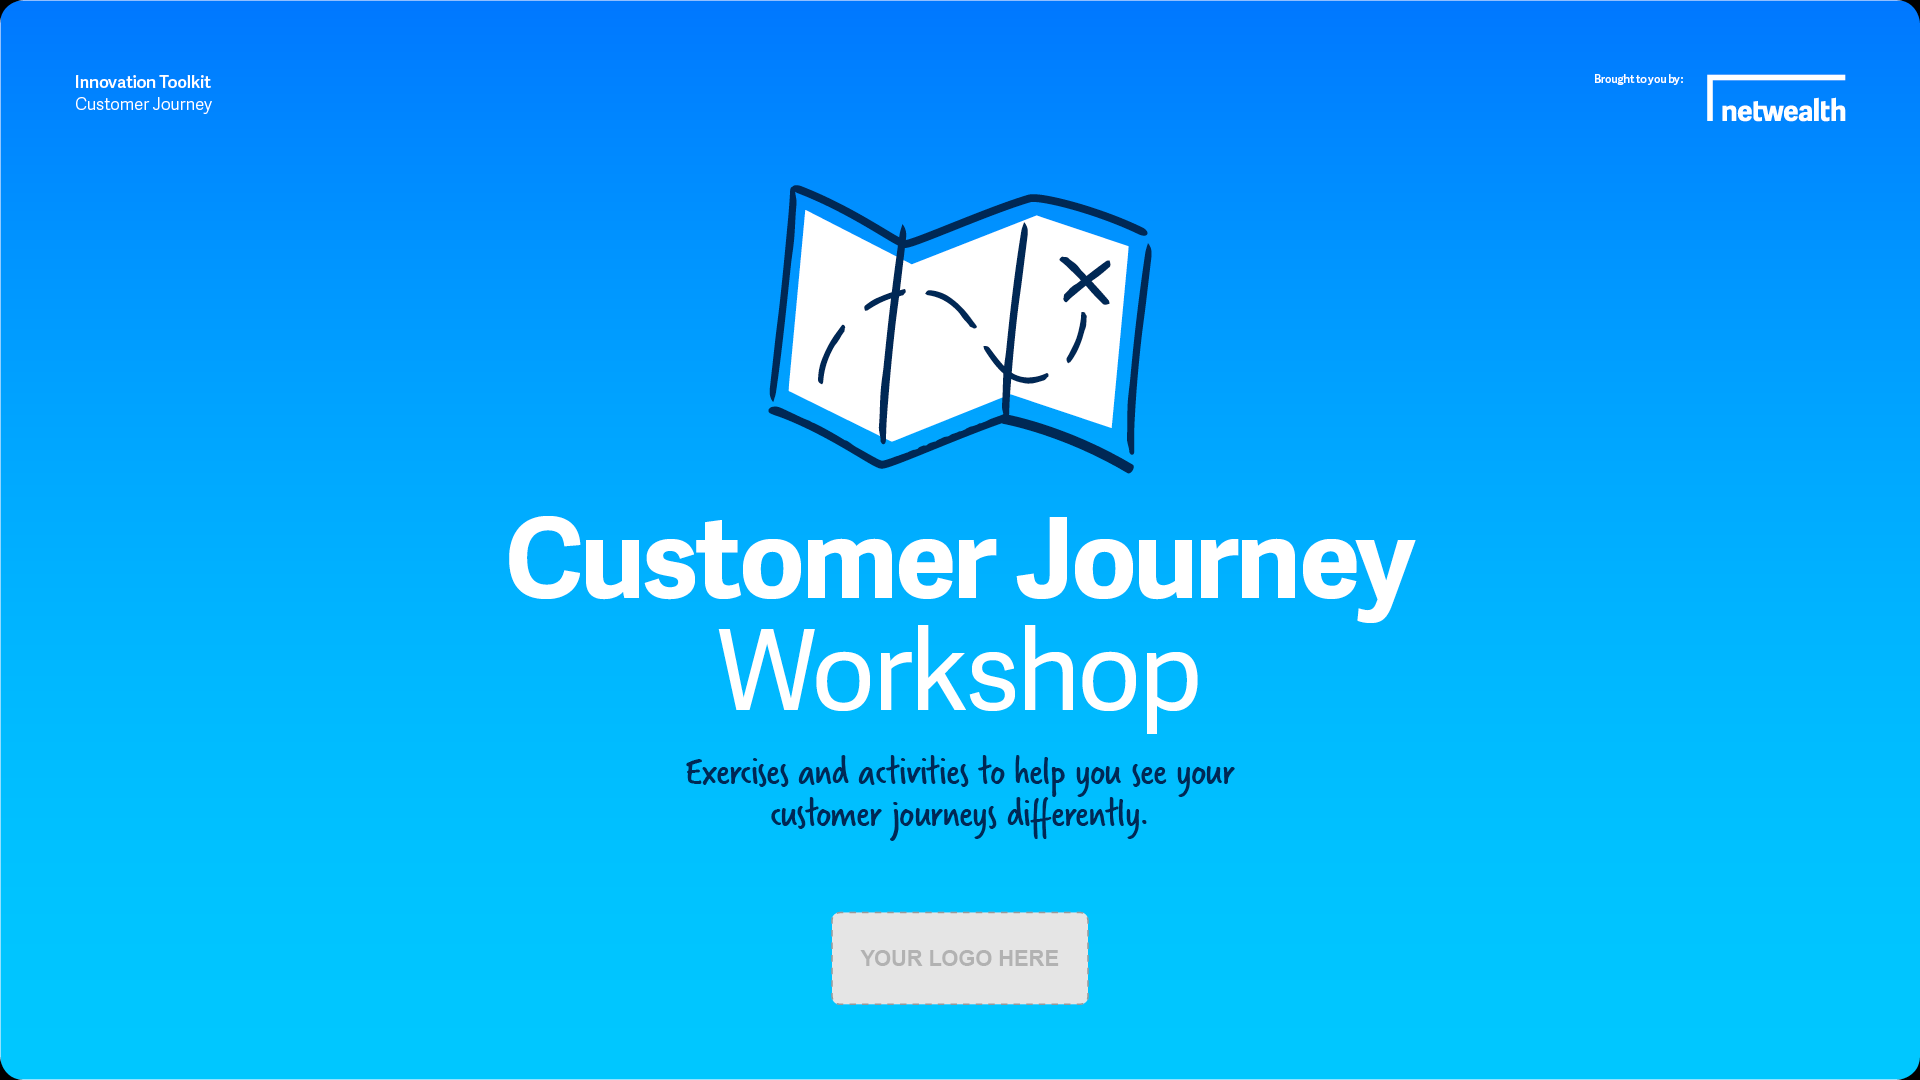 Innovation Toolkit
Customer Journey
Brought to you by:
netwealth
Customer Journey
Workshop
Exercises and activities to help you see your
customer journeys differently.
YOUR LOGO HERE